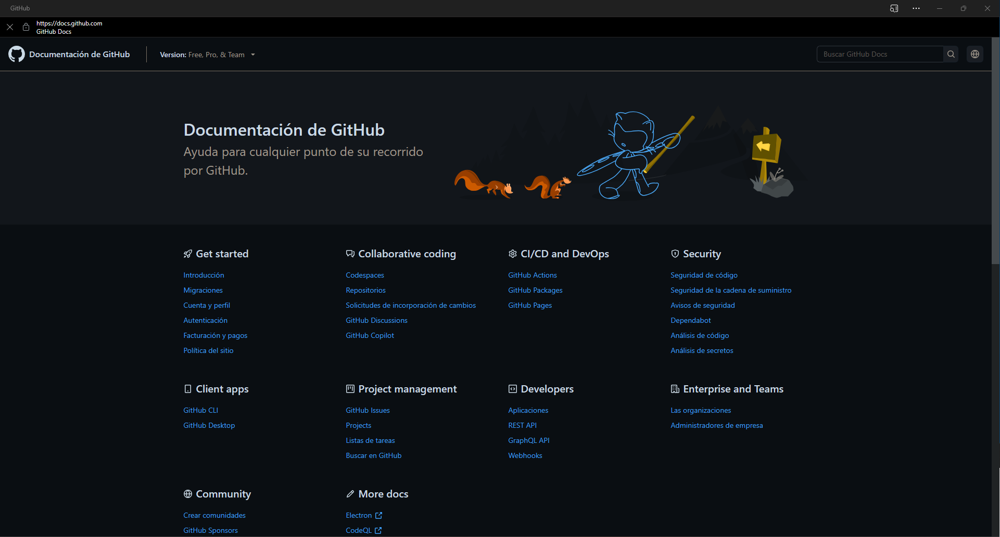 GitHub
https://docs.github.com
GitHub Docs
Documentación de GitHub
Version: Free, Pro, & Team
Buscar GitHub Docs
Documentación de GitHub
Ayuda para cualquier punto de su recorrido
por GitHub.
Get started
Introducción
Migraciones
Cuenta y perfil
Autenticación
Facturación y pagos
Política del sitio
Collaborative coding
Codespaces
Repositorios
Solicitudes de incorporación de cambios
GitHub Discussions
GitHub Copilot
CI/CD and DevOps
GitHub Actions
GitHub Packages
GitHub Pages
Security
Seguridad de código
Seguridad de la cadena de suministro
Avisos de seguridad
Dependabot
Análisis de código
Análisis de secretos
Client apps
GitHub CLI
GitHub Desktop
Project management
GitHub Issues
Projects
Listas de tareas
Buscar en GitHub
Developers
Aplicaciones
REST API
GraphQL API
Webhooks
Enterprise and Teams
Las organizaciones
Administradores de empresa
Community
Crear comunidades
GitHub Sponsors
More docs
Electron
CodeQL